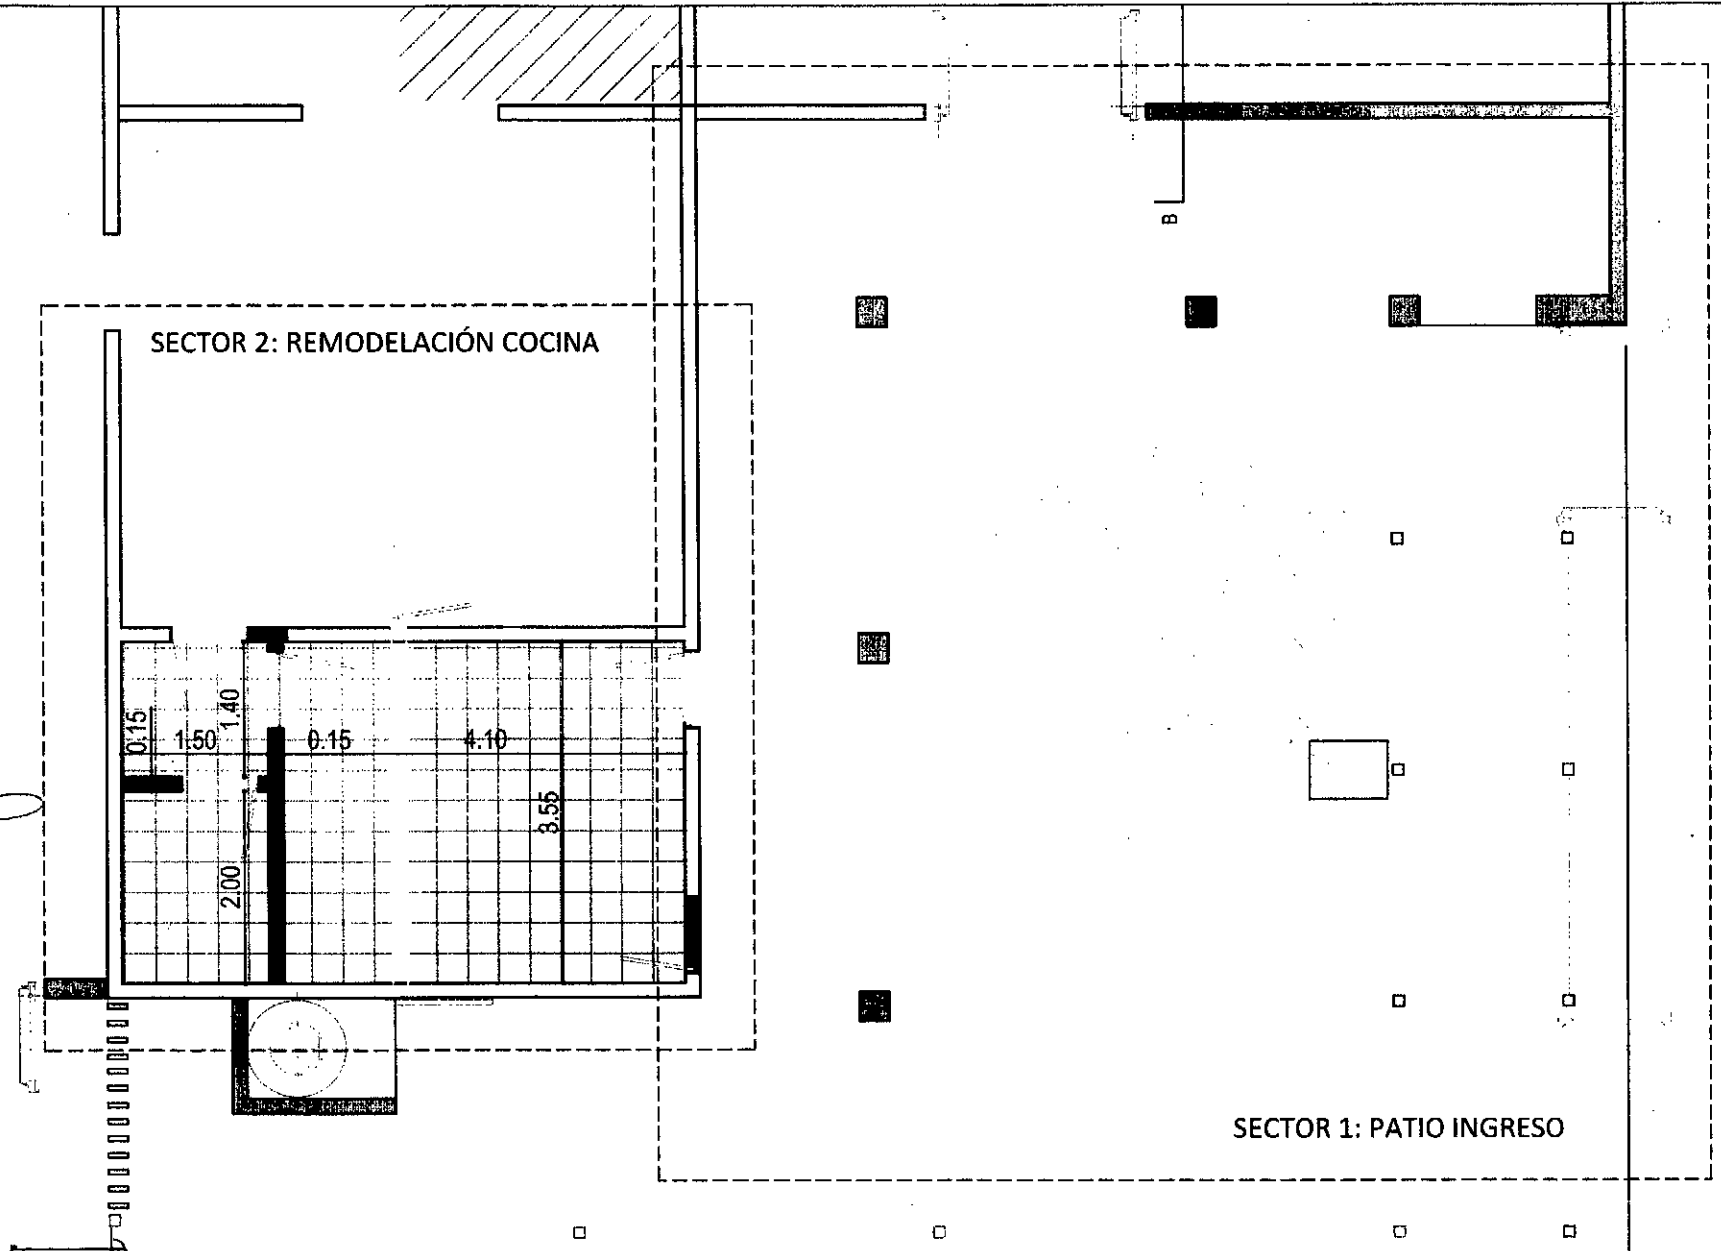 B
SECTOR 2: REMODELACIÓN COCINA
0.15
1.50
1.40
0.15
4.10
3.55
2.00
SECTOR 1: PATIO INGRESO